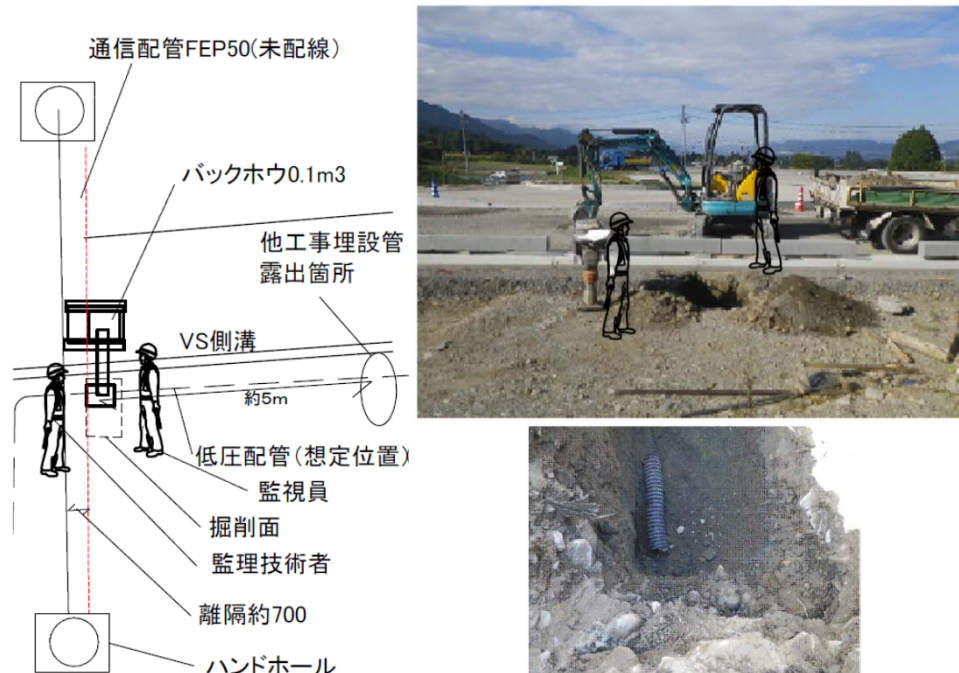 通信配管FEP50(未配線)
バックホウ0.1m3
他工事埋設管
露出箇所
VS側溝
約5m
低圧配管(想定位置)
監視員
掘削面
監理技術者
離隔約700
ハンドホール